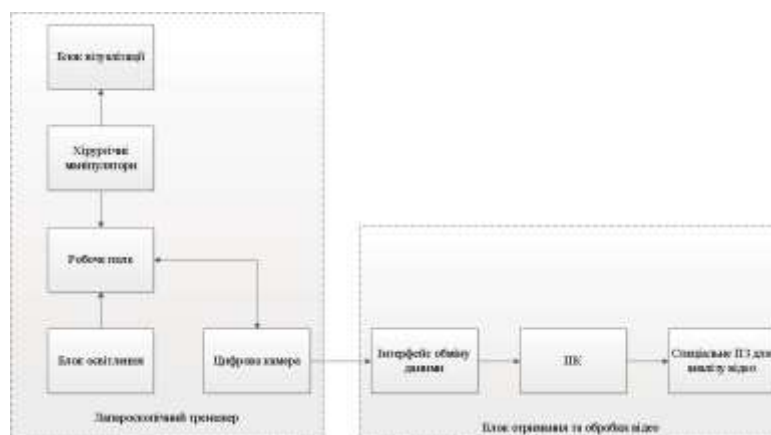 Блок візуалізації
Хірургічні
маніпулятори
Робоче поле
Блок освітлення
Цифрова камера
Інтерфейс обміну
даними
ПК
Спеціальне ПЗ для
аналізу відео
Лапароскопічний тренажер
Блок отримання та обробки відео